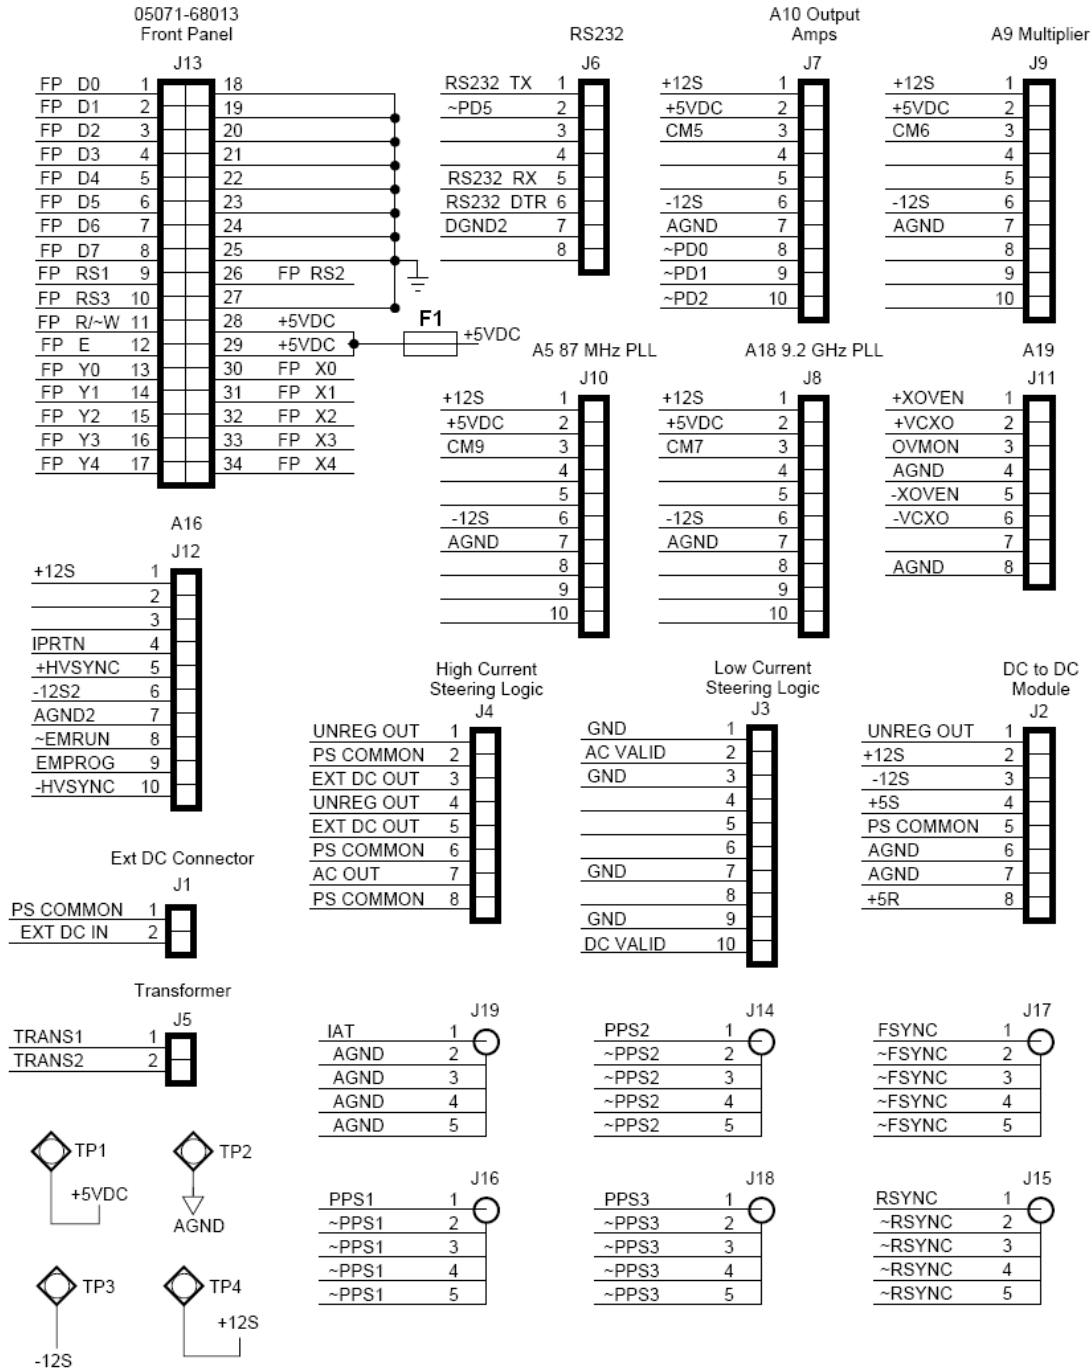 05071-68013
Front Panel
J13
FP D0 1 18
FP D1 2 19
FP D2 3 20
FP D3 4 21
FP D4 5 22
FP D5 6 23
FP D6 7 24
FP D7 8 25
FP RS1 9 26 FP RS2
FP RS3 10 27
FP R/~W 11 28 +5VDC
FP E 12 29 +5VDC
FP Y0 13 30 FP X0
FP Y1 14 31 FP X1
FP Y2 15 32 FP X2
FP Y3 16 33 FP X3
FP Y4 17 34 FP X4
F1
+5VDC
RS232
J6
RS232 TX 1
~PD5 2
3
4
RS232 RX 5
RS232 DTR 6
DGND2 7
8
A10 Output
Amps
J7
+12S 1
+5VDC 2
CM5 3
4
5
-12S 6
AGND 7
~PD0 8
~PD1 9
~PD2 10
A9 Multiplier
J9
+12S 1
+5VDC 2
CM6 3
4
5
-12S 6
AGND 7
8
9
10
A5 87 MHz PLL
J10
+12S 1
+5VDC 2
CM9 3
4
5
-12S 6
AGND 7
8
9
10
A18 9.2 GHz PLL
J8
+12S 1
+5VDC 2
CM7 3
4
5
-12S 6
AGND 7
8
9
10
A19
J11
+XOVEN 1
+VCXO 2
OVMON 3
AGND 4
-XOVEN 5
-VCXO 6
7
AGND 8
A16
J12
+12S 1
2
3
IPRTN 4
+HVSYNC 5
-12S2 6
AGND2 7
~EMRUN 8
EMPROG 9
-HVSYNC 10
High Current
Steering Logic
J4
UNREG OUT 1
PS COMMON 2
EXT DC OUT 3
UNREG OUT 4
EXT DC OUT 5
PS COMMON 6
AC OUT 7
PS COMMON 8
Low Current
Steering Logic
J3
GND 1
AC VALID 2
GND 3
4
5
6
GND 7
8
GND 9
DC VALID 10
DC to DC
Module
J2
UNREG OUT 1
+12S 2
-12S 3
+5S 4
PS COMMON 5
AGND 6
AGND 7
+5R 8
Ext DC Connector
J1
PS COMMON 1
EXT DC IN 2
Transformer
J5
TRANS1 1
TRANS2 2
J19
IAT 1
AGND 2
AGND 3
AGND 4
AGND 5
J14
PPS2 1
~PPS2 2
~PPS2 3
~PPS2 4
~PPS2 5
J17
FSYNC 1
~FSYNC 2
~FSYNC 3
~FSYNC 4
~FSYNC 5
TP1
+5VDC
TP2
AGND
J16
PPS1 1
~PPS1 2
~PPS1 3
~PPS1 4
~PPS1 5
J18
PPS3 1
~PPS3 2
~PPS3 3
~PPS3 4
~PPS3 5
J15
RSYNC 1
~RSYNC 2
~RSYNC 3
~RSYNC 4
~RSYNC 5
TP3
-12S
TP4
+12S